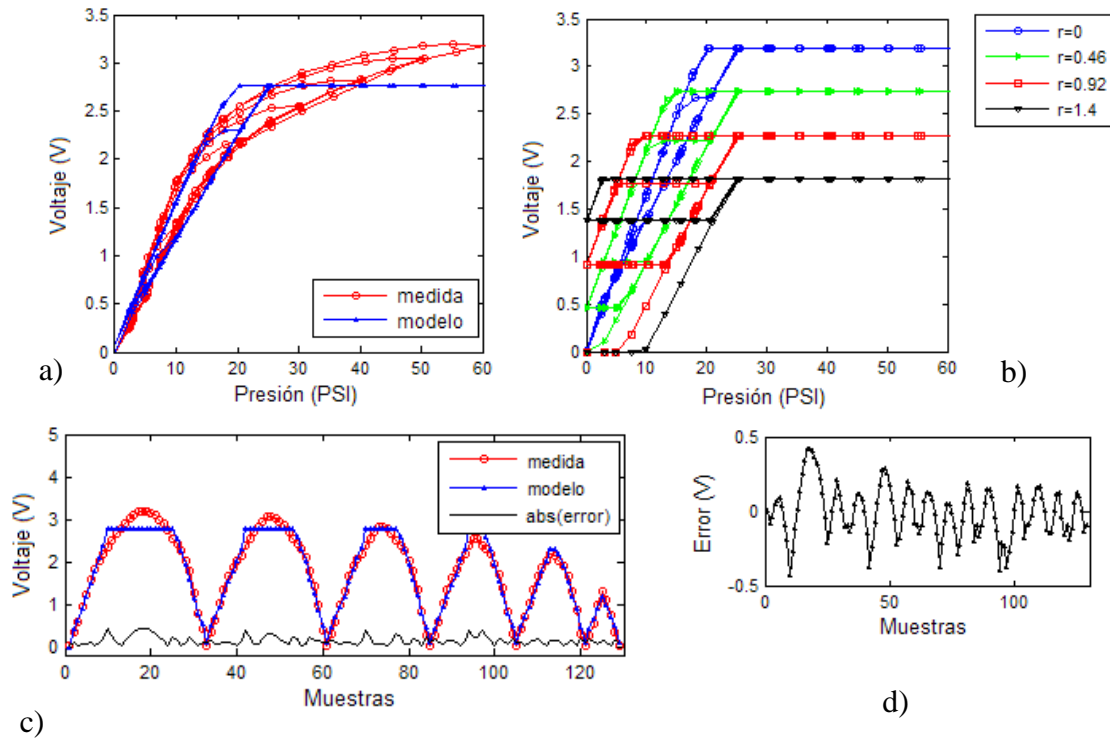 3.5
3
2.5
2
1.5
1
0.5
0
Voltaje (V)
0 10 20 30 40 50 60
Presión (PSI)
medida
modelo
a)
3.5
3
2.5
2
1.5
1
0.5
0
Voltaje (V)
0 10 20 30 40 50 60
Presión (PSI)
b)
r=0
r=0.46
r=0.92
r=1.4
5
4
3
2
1
0
Voltaje (V)
0 20 40 60 80 100 120
Muestras
medida
modelo
abs(error)
c)
0.5
0
-0.5
Error (V)
0 50 100
Muestras
d)